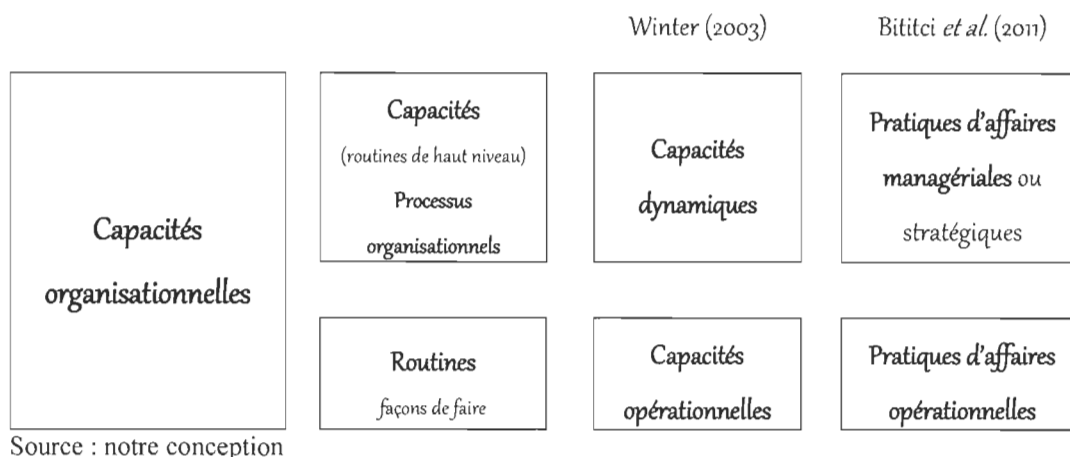 Winter (2003)
Bititci et al. (2011)
Capacités
organisationnelles
Capacités
(routines de haut niveau)
Processus
organisationnels
Capacités
dynamiques
Pratiques d'affaires
managériales ou
stratégiques
Routines
façons de faire
Capacités
opérationnelles
Pratiques d'affaires
opérationnelles
Source : notre conception